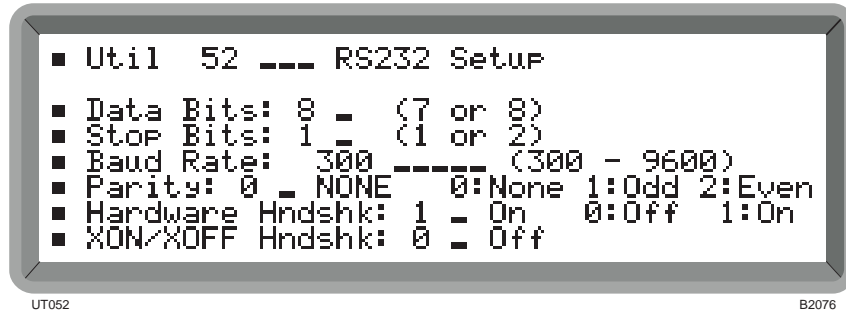 ▪ Util  52 ___ RS232 Setup
▪ Data Bits: 8 _  (7 or 8)
▪ Stop Bits: 1 _  (1 or 2)
▪ Baud Rate:  300 _____ (300 - 9600)
▪ Parity: 0 _ NONE   0:None 1:Odd 2:Even
▪ Hardware Hndshk: 1 _ On   0:Off  1:On
▪ XON/XOFF Hndshk: 0 _ Off
UT052 B2076